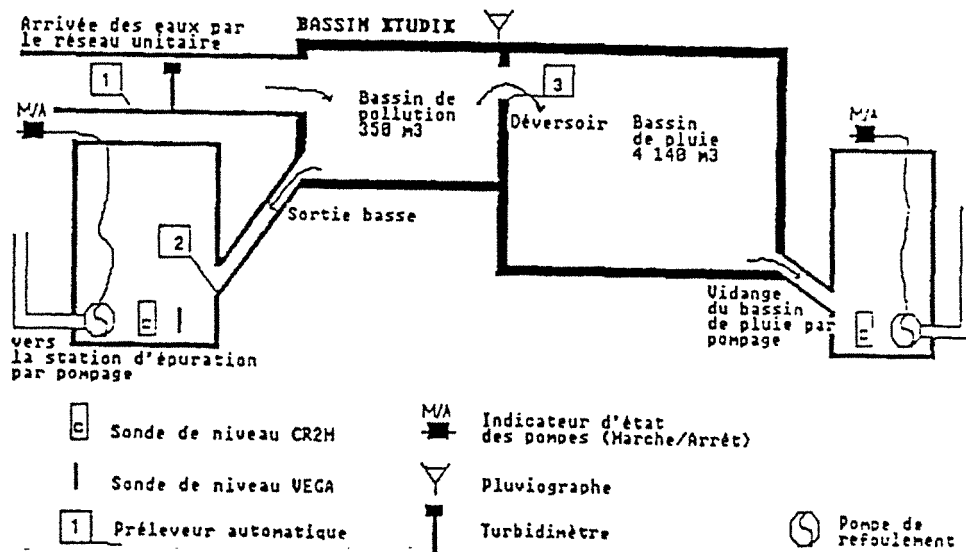 Arrivée des eaux par
le réseau unitaire
BASSIM XTUDIX
1
3
M/A
Bassin de
pollution
350 m3
Déversoir
Bassin
de pluie
4 140 m3
M/A
Sortie basse
2
c
c
Vidange
du bassin
de pluie par
pompage
vers
la station d'épuration
par pompage
c
Sonde de niveau CR2M
M/A
Indicateur d'état
des pompes (Marche/Arrêt)
Sonde de niveau VEGA
Pluviographe
1
Préleveur automatique
Turbidimètre
Pompe de
refoulement